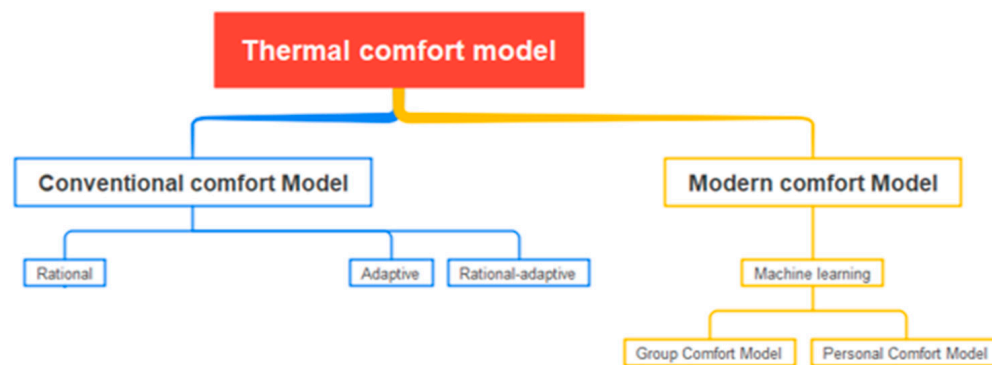 Thermal comfort model
Conventional comfort Model
Modern comfort Model
Rational
Adaptive
Rational-adaptive
Machine learning
Group Comfort Model
Personal Comfort Model